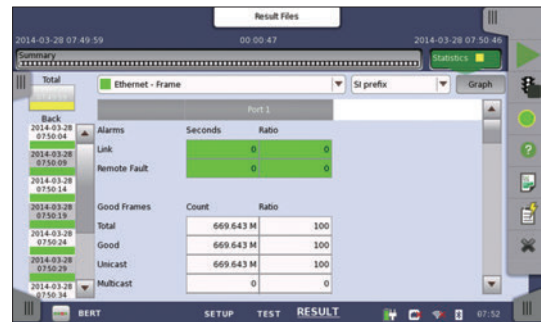 Result Files
2014-03-28 07:49:59 00:00:47 2014-03-28 07:50:46
Summary Statistics
Total Ethernet - Frame SI prefix Graph
Back Port 1
2014-03-28 07:50:04
2014-03-28 07:50:09
2014-03-28 07:50:14
2014-03-28 07:50:19
2014-03-28 07:50:24
2014-03-28 07:50:29
2014-03-28 07:50:34
Alarms Seconds Ratio
Link 0 0
Remote Fault 0 0
Good Frames Count Ratio
Total 669.643 M 100
Good 669.643 M 100
Unicast 669.643 M 100
Multicast 0 0
BERT SETUP TEST RESULT 07:52